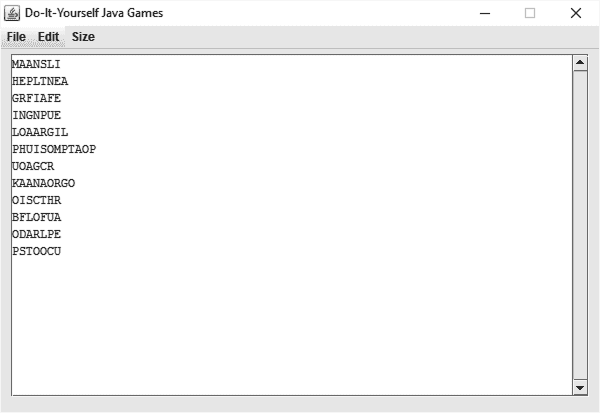 Do-It-Yourself Java Games
File Edit Size
MAANSLI
HEPLTNEA
GRFIAFE
INGNPUE
LOAARGIL
PHUISOMPTAOP
UOAGCR
KAANAORGO
OISCTHR
BFLOFUA
ODARLPE
PSTOOCU